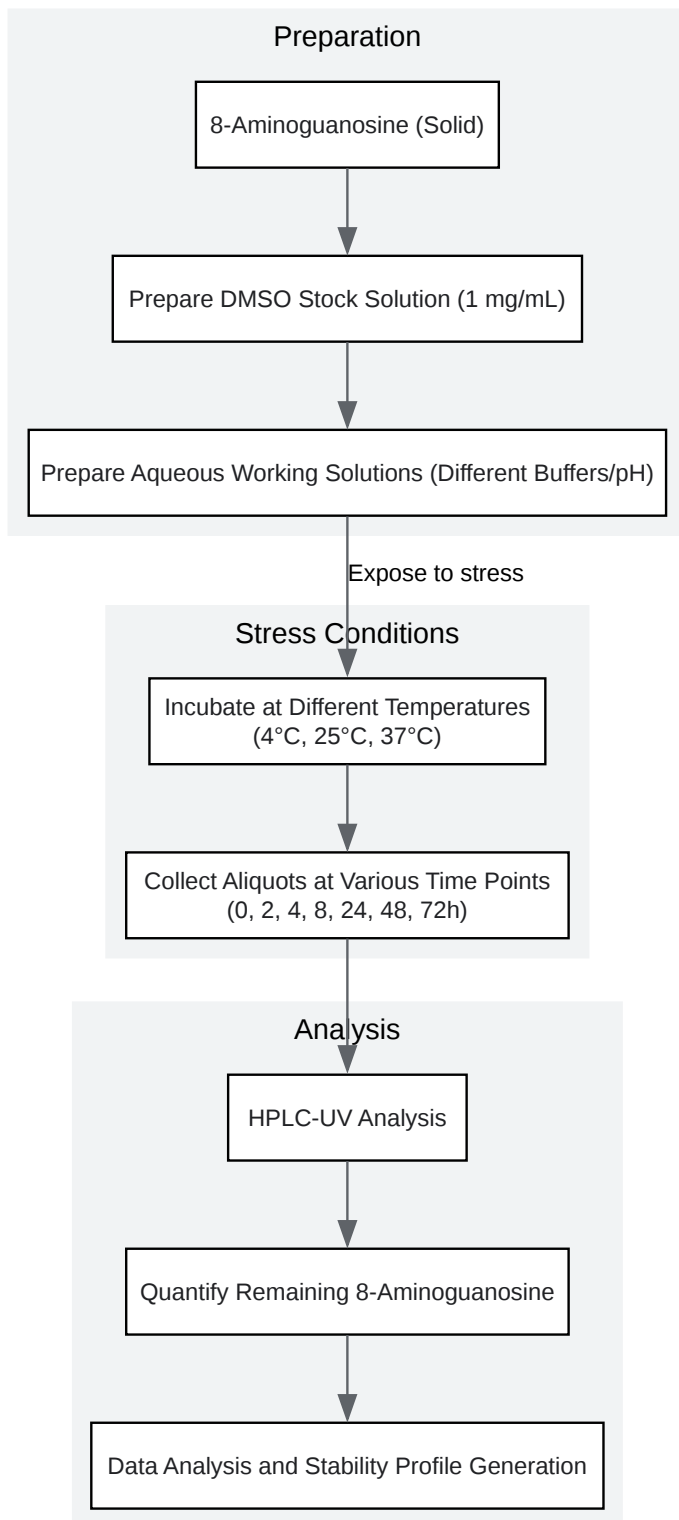 Preparation
8-Aminoguanosine (Solid)
Prepare DMSO Stock Solution (1 mg/mL)
Prepare Aqueous Working Solutions (Different Buffers/pH)
Expose to stress
Stress Conditions
Incubate at Different Temperatures
(4°C, 25°C, 37°C)
Collect Aliquots at Various Time Points
(0, 2, 4, 8, 24, 48, 72h)
Analysis
HPLC-UV Analysis
Quantify Remaining 8-Aminoguanosine
Data Analysis and Stability Profile Generation